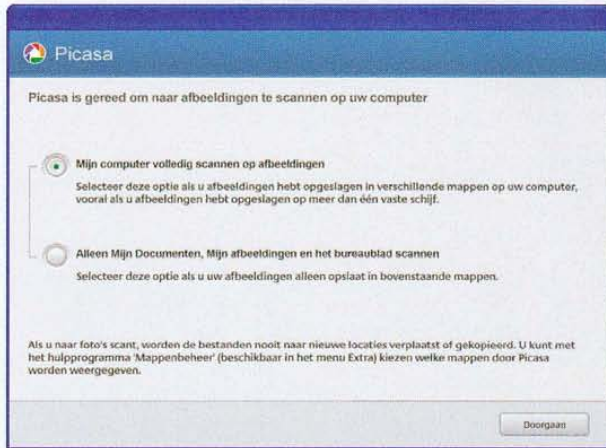 Picasa
Picasa is gereed om naar afbeeldingen te scannen op uw computer
Mijn computer volledig scannen op afbeeldingen
Selecteer deze optie als u afbeeldingen hebt opgeslagen in verschillende mappen op uw computer,
vooral als u afbeeldingen hebt opgeslagen op meer dan één vaste schijf.
Alleen Mijn Documenten, Mijn afbeeldingen en het bureaublad scannen
Selecteer deze optie als u uw afbeeldingen alleen opslaat in bovenstaande mappen.
Als u naar foto's scant, worden de bestanden nooit naar nieuwe locaties verplaatst of gekopieerd. U kunt met
het hulpprogramma 'Mappenbeheer' (beschikbaar in het menu Extra) kiezen welke mappen door Picasa
worden weergegeven.
Doorgaan